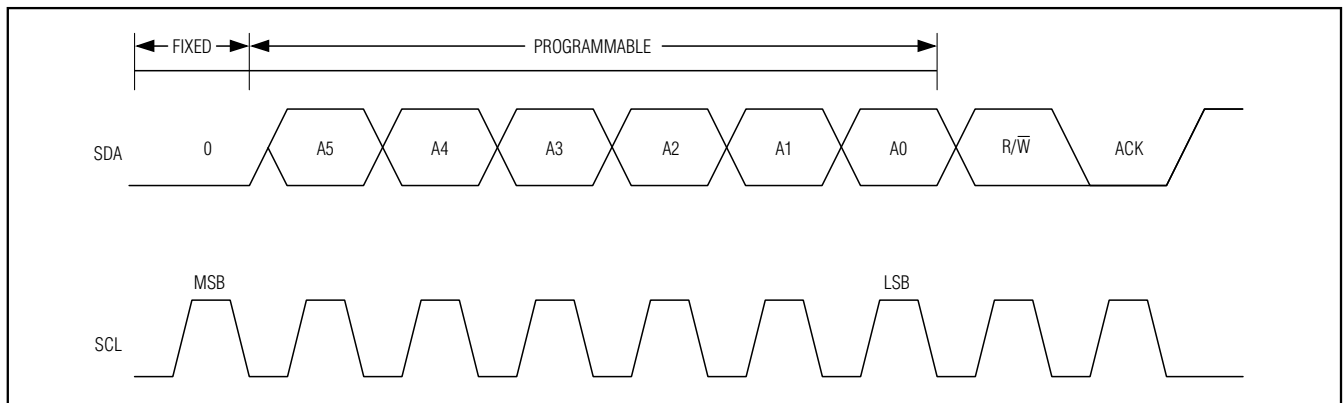 FIXED PROGRAMMABLE
SDA 0 A5 A4 A3 A2 A1 A0 R/W̅ ACK
MSB LSB
SCL